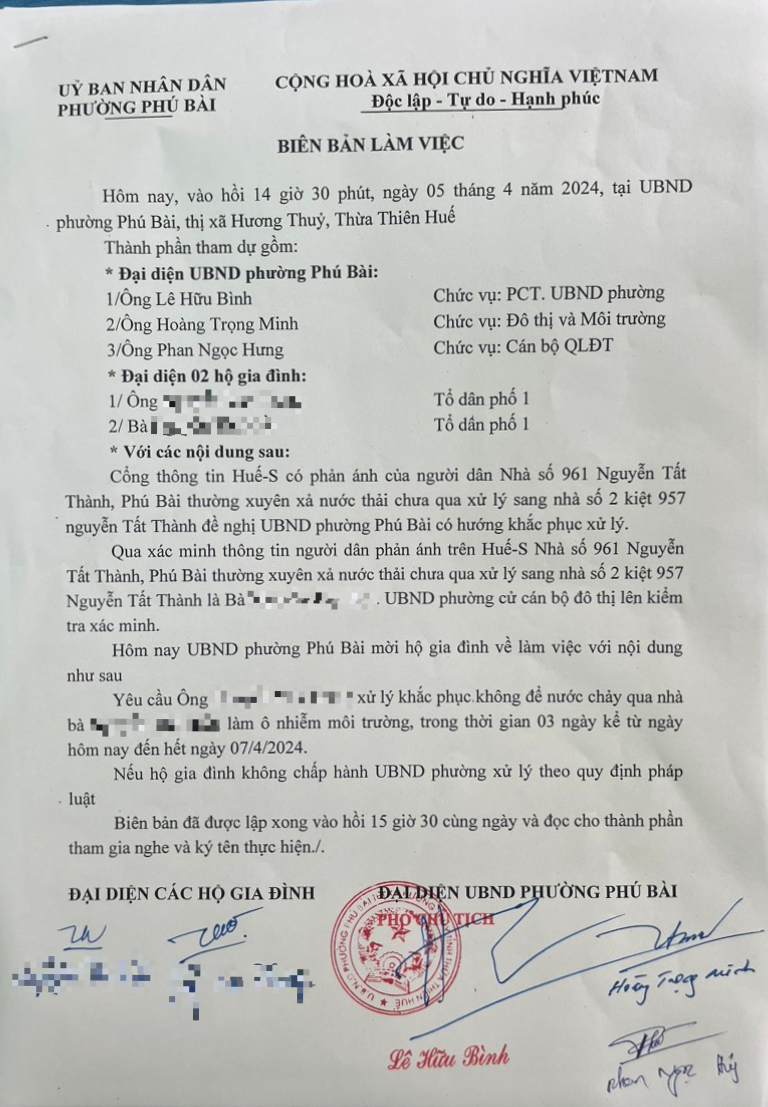 UỶ BAN NHÂN DÂN
PHƯỜNG PHÚ BÀI
CỘNG HOÀ XÃ HỘI CHỦ NGHĨA VIỆTNAM
Độc lập - Tự do - Hạnh phúc
BIÊN BẢN LÀM VIỆC
Hôm nay, vào hồi 14 giờ 30 phút, ngày 05 tháng 4 năm 2024, tại UBND
phường Phú Bài, thị xã Hương Thuỷ, Thừa Thiên Huế
Thành phần tham dự gồm:
* Đại diện UBND phường Phú Bài:
1/Ông Lê Hữu Bình Chức vụ: PCT. UBND phường
2/Ông Hoàng Trọng Minh Chức vụ: Đô thị và Môi trường
3/Ông Phan Ngọc Hưng Chức vụ: Cán bộ QLĐT
* Đại diện 02 hộ gia đình:
1/ Ông Tổ dân phố 1
2/ Bà Tổ dân phố 1
* Với các nội dung sau:
Cổng thông tin Huế-S có phản ánh của người dân Nhà số 961 Nguyễn Tất
Thành, Phú Bài thường xuyên xả nước thải chưa qua xử lý sang nhà số 2 kiệt 957
nguyễn Tất Thành đề nghị UBND phường Phú Bài có hướng khắc phục xử lý.
Qua xác minh thông tin người dân phản ánh trên Huế-S Nhà số 961 Nguyễn
Tất Thành, Phú Bài thường xuyên xả nước thải chưa qua xử lý sang nhà số 2 kiệt 957
Nguyễn Tất Thành là Bà . UBND phường cử cán bộ đô thị lên kiểm
tra xác minh.
Hôm nay UBND phường Phú Bài mời hộ gia đình về làm việc với nội dung
như sau
Yêu cầu Ông xử lý khắc phục không để nước chảy qua nhà
bà làm ô nhiễm môi trường, trong thời gian 03 ngày kể từ ngày
hôm nay đến hết ngày 07/4/2024.
Nếu hộ gia đình không chấp hành UBND phường xử lý theo quy định pháp
luật
Biên bản đã được lập xong vào hồi 15 giờ 30 cùng ngày và đọc cho thành phần
tham gia nghe và ký tên thực hiện./.
ĐẠI DIỆN CÁC HỘ GIA ĐÌNH
ĐẠI DIỆN UBND PHƯỜNG PHÚ BÀI
PHÓ CHỦ TỊCH
Hoàng Trọng Minh
Lê Hữu Bình
Phan Ngọc